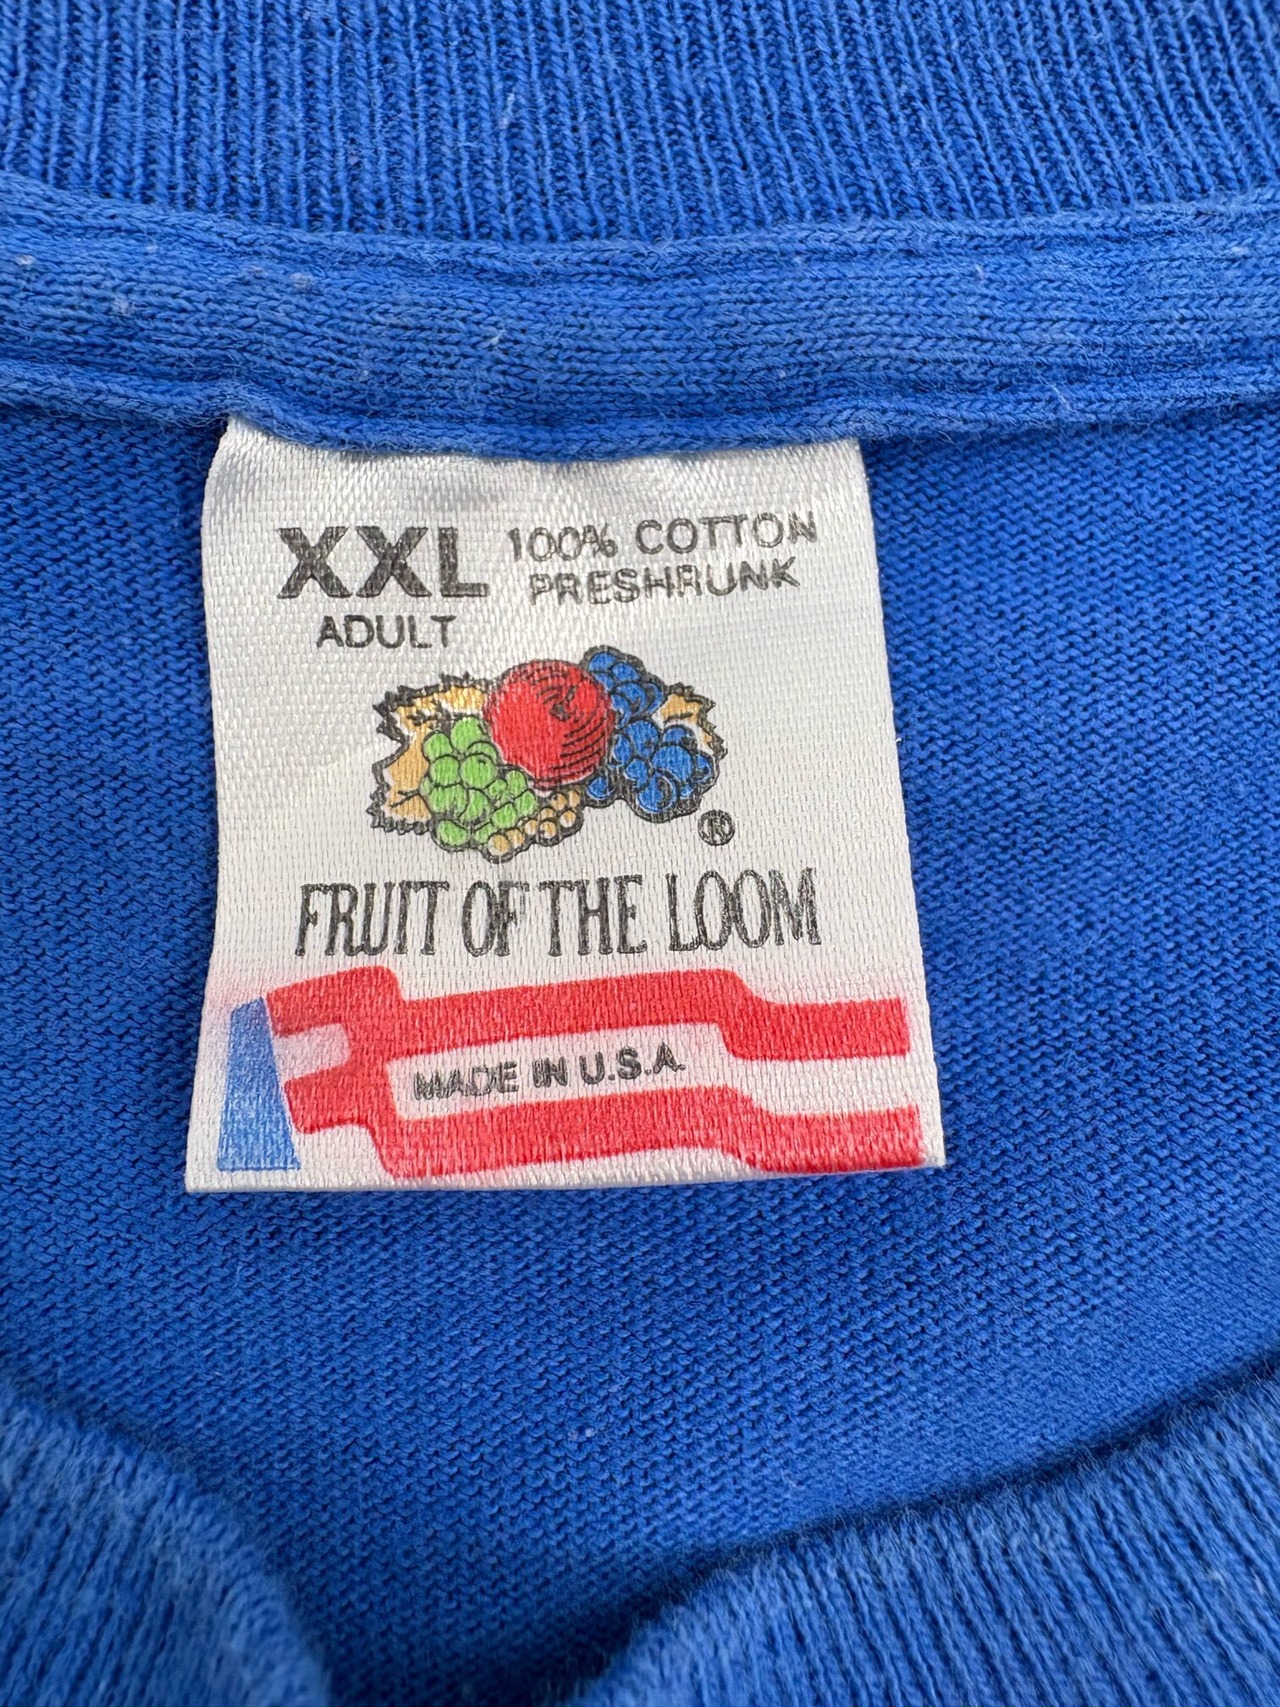 XXL 100% COTTON
ADULT PRESHRUNK
®
FRUIT OF THE LOOM
MADE IN U.S.A.